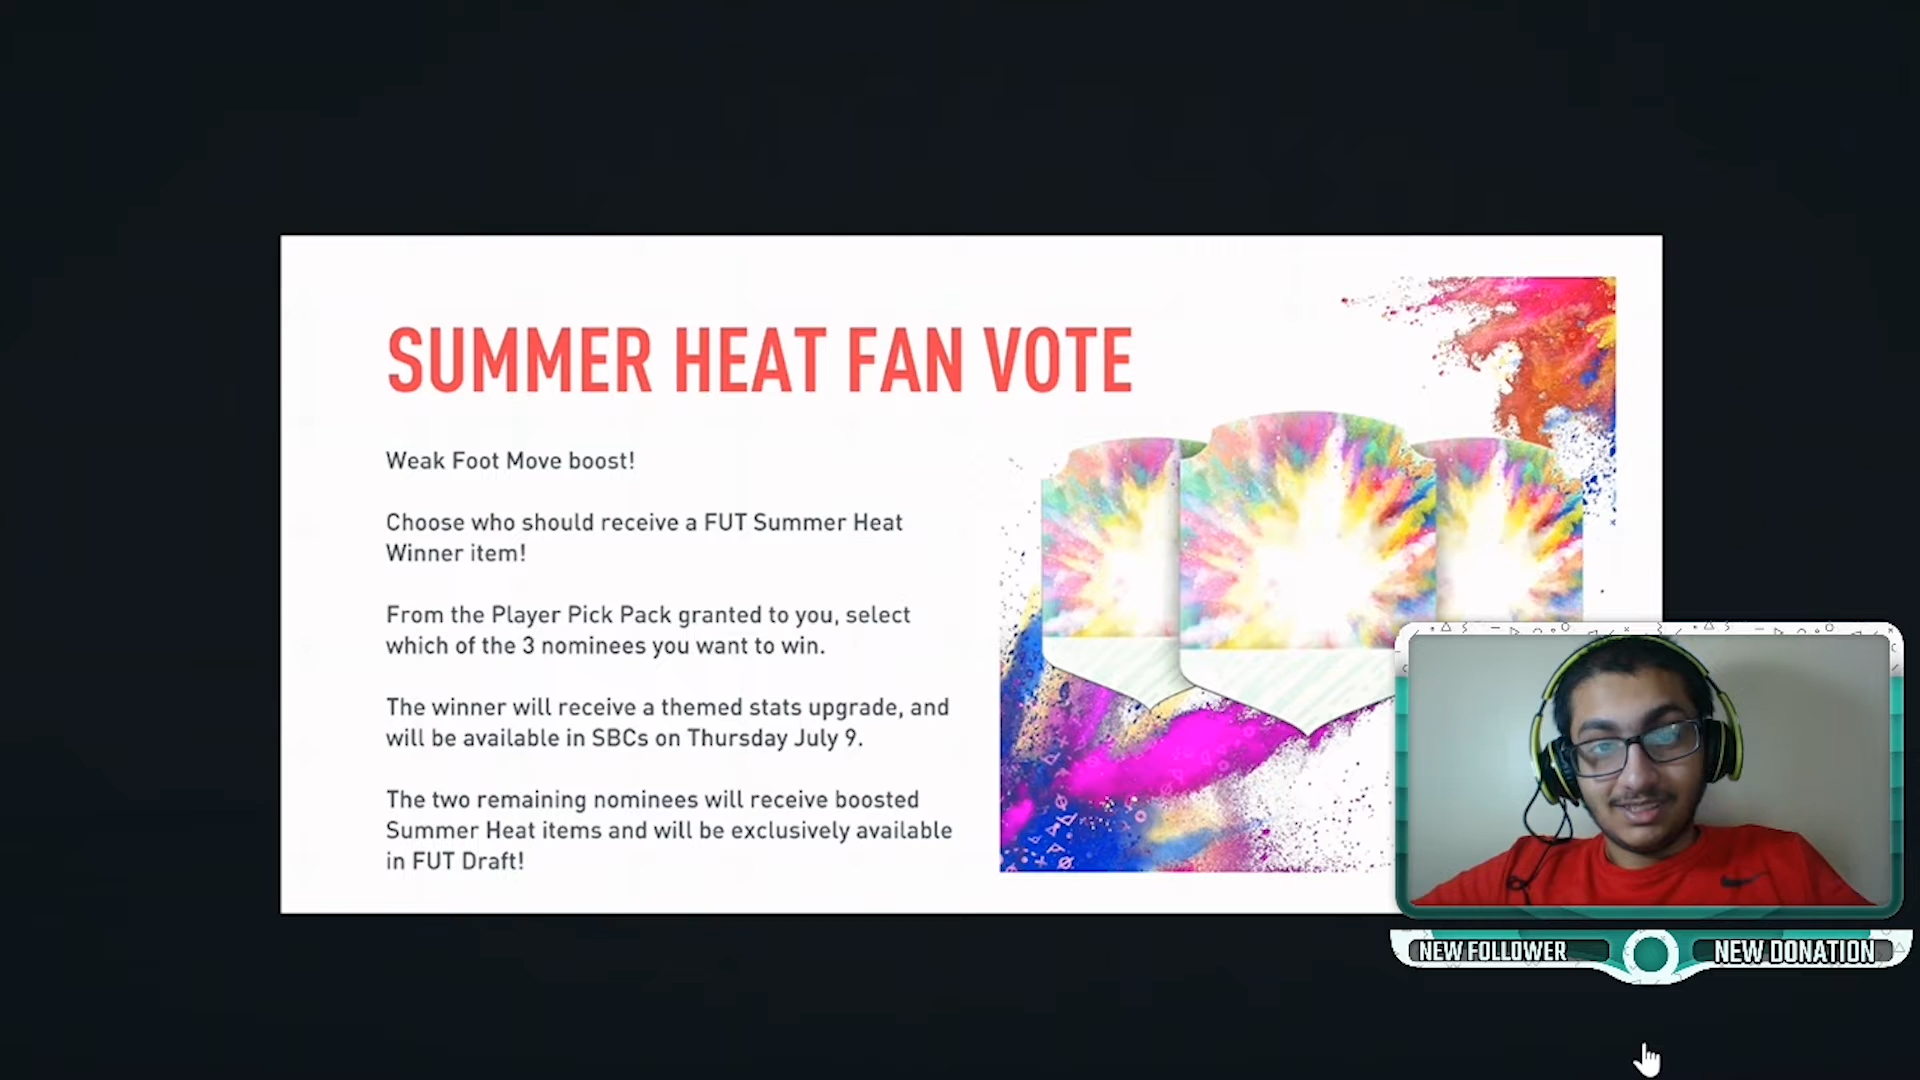 SUMMER HEAT FAN VOTE
Weak Foot Move boost!
Choose who should receive a FUT Summer Heat
Winner item!
From the Player Pick Pack granted to you, select
which of the 3 nominees you want to win.
The winner will receive a themed stats upgrade, and
will be available in SBCs on Thursday July 9.
The two remaining nominees will receive boosted
Summer Heat items and will be exclusively available
in FUT Draft!
NEW FOLLOWER
NEW DONATION